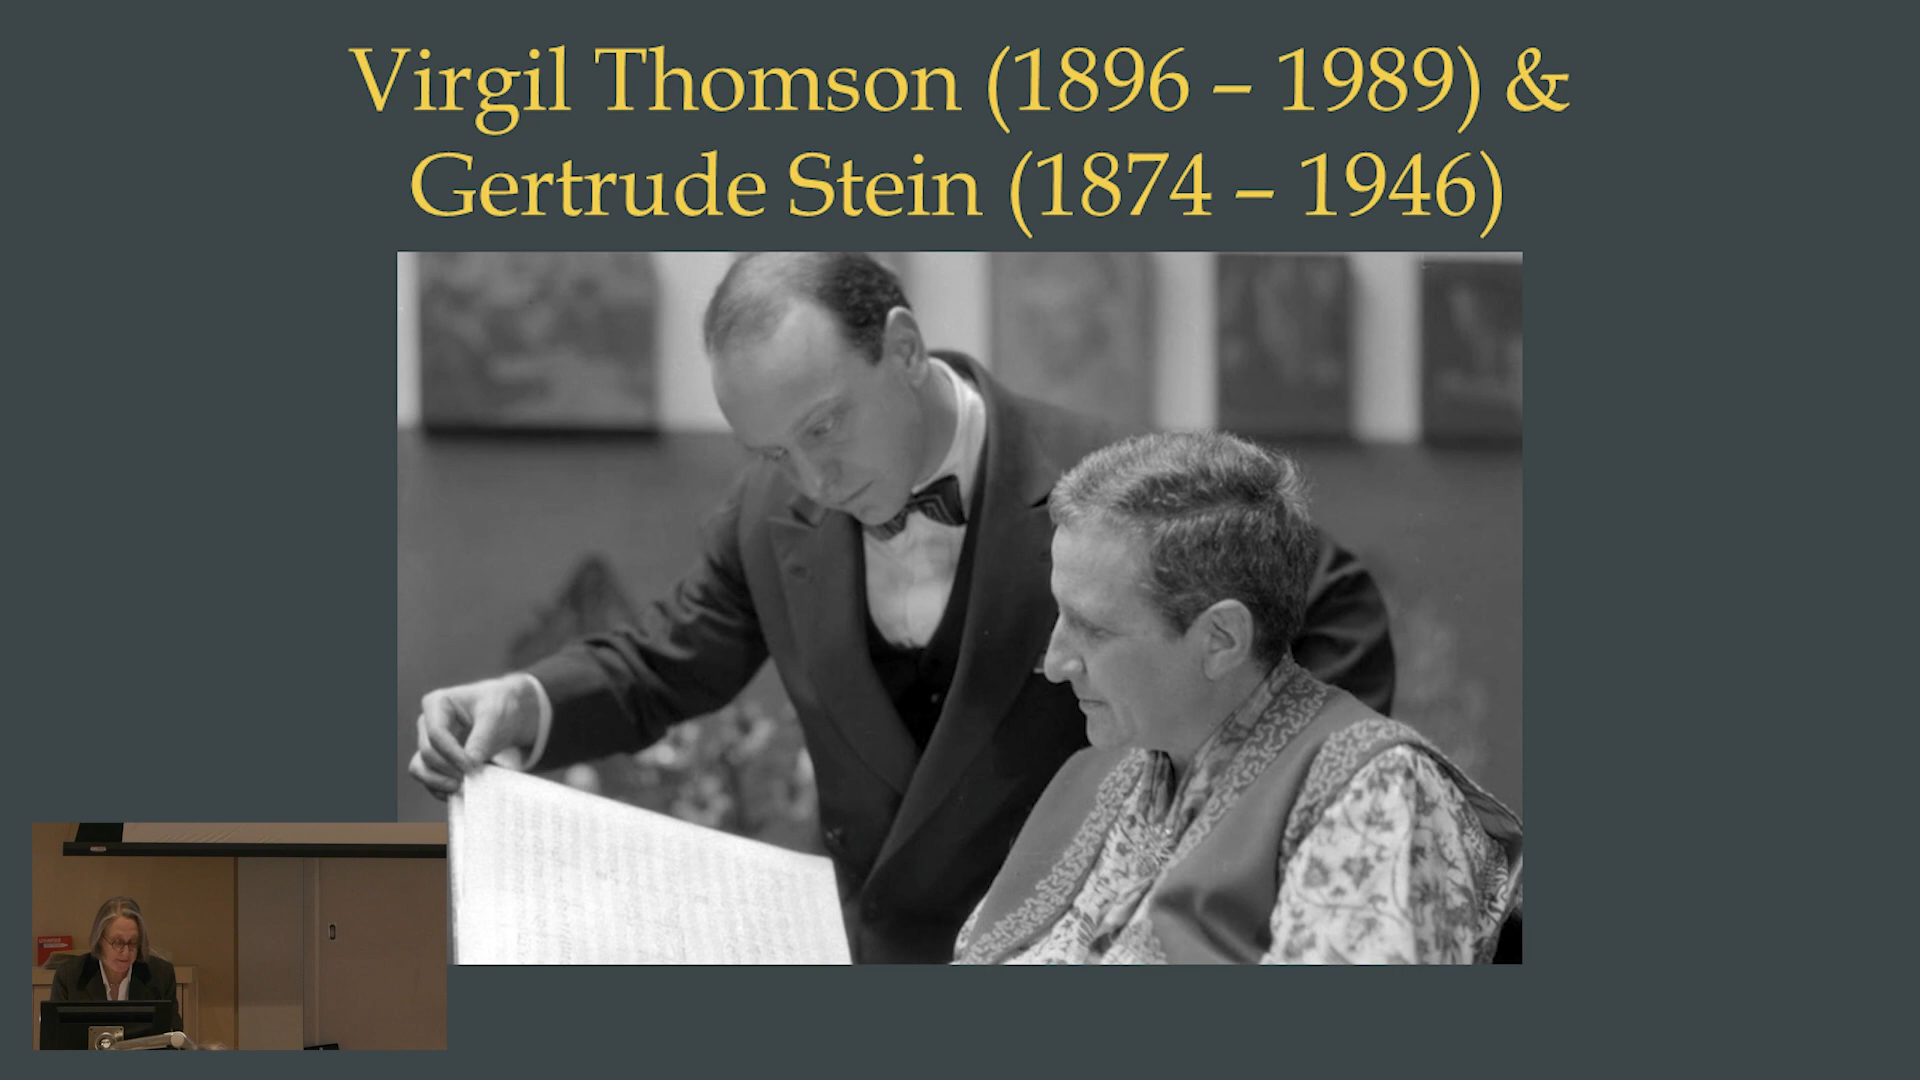 Virgil Thomson (1896 – 1989) &
Gertrude Stein (1874 – 1946)